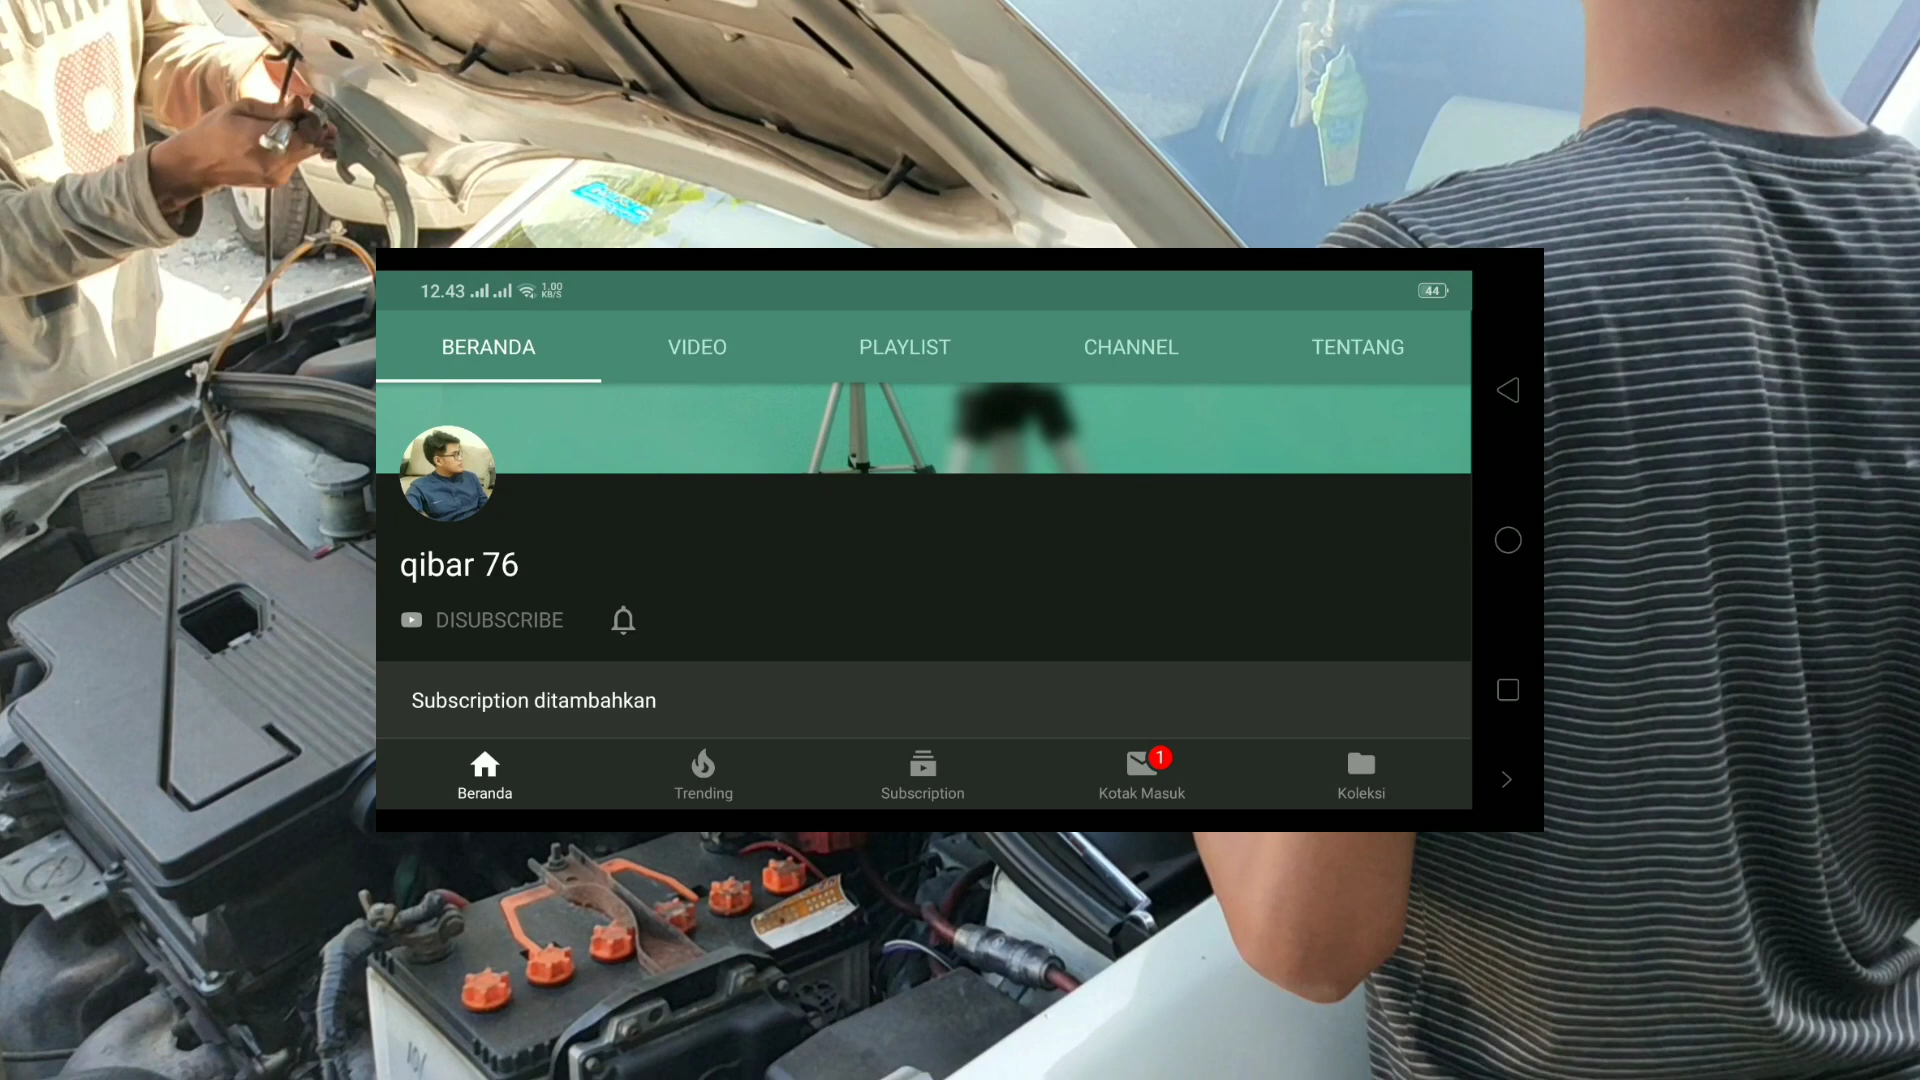 12.43
1.00
KB/S
44
BERANDA
VIDEO
PLAYLIST
CHANNEL
TENTANG
qibar 76
DISUBSCRIBE
Subscription ditambahkan
1
Beranda
Trending
Subscription
Kotak Masuk
Koleksi